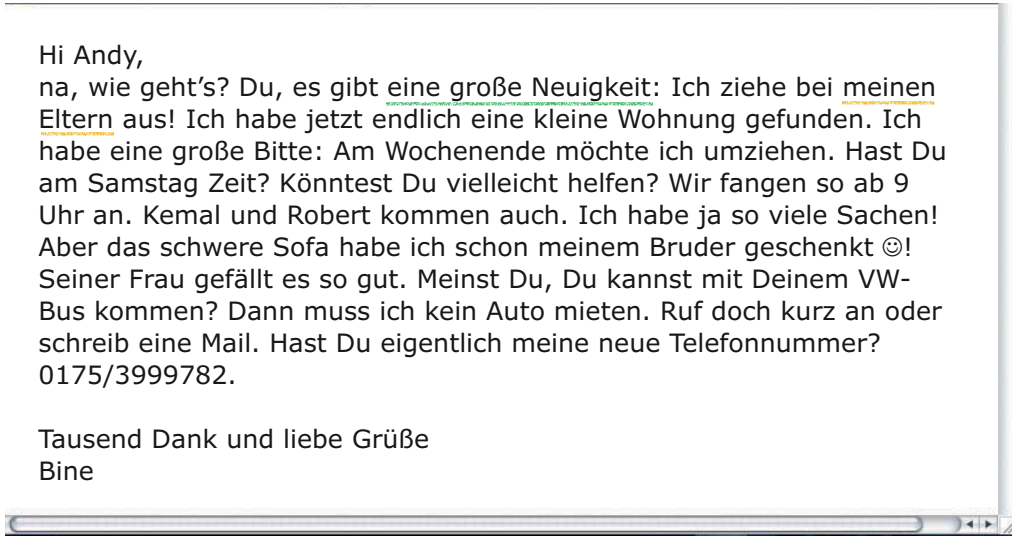 Hi Andy,
na, wie geht’s? Du, es gibt eine große Neuigkeit: Ich ziehe bei meinen
Eltern aus! Ich habe jetzt endlich eine kleine Wohnung gefunden. Ich
habe eine große Bitte: Am Wochenende möchte ich umziehen. Hast Du
am Samstag Zeit? Könntest Du vielleicht helfen? Wir fangen so ab 9
Uhr an. Kemal und Robert kommen auch. Ich habe ja so viele Sachen!
Aber das schwere Sofa habe ich schon meinem Bruder geschenkt ☺!
Seiner Frau gefällt es so gut. Meinst Du, Du kannst mit Deinem VW-
Bus kommen? Dann muss ich kein Auto mieten. Ruf doch kurz an oder
schreib eine Mail. Hast Du eigentlich meine neue Telefonnummer?
0175/3999782.
Tausend Dank und liebe Grüße
Bine